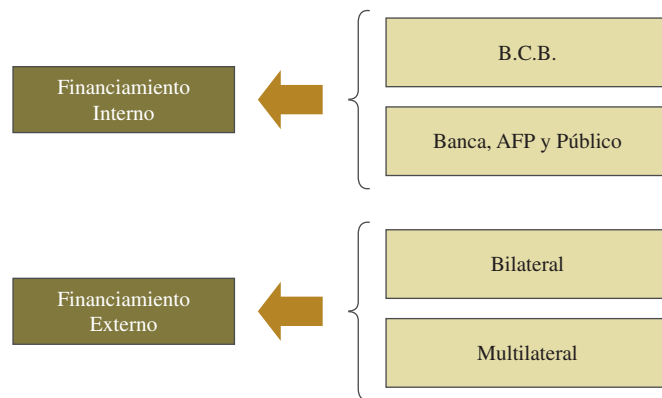 Financiamiento
Interno
B.C.B.
Banca, AFP y Público
Financiamiento
Externo
Bilateral
Multilateral